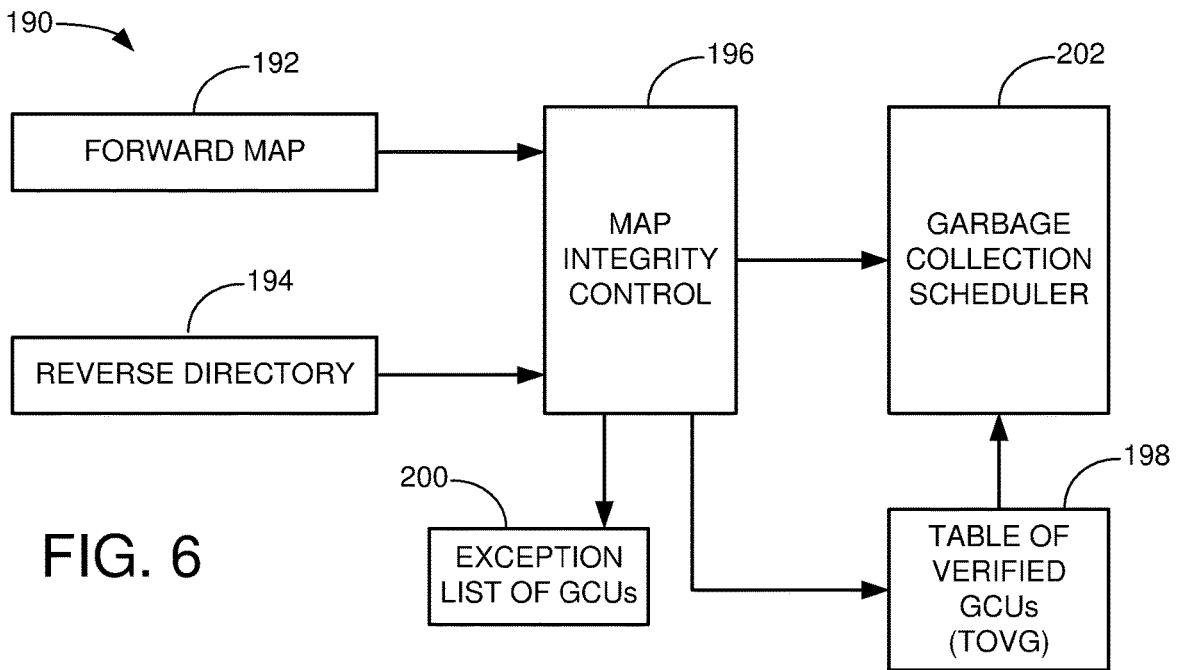 190
192
FORWARD MAP
194
REVERSE DIRECTORY
196
MAP
INTEGRITY
CONTROL
202
GARBAGE
COLLECTION
SCHEDULER
200
EXCEPTION
LIST OF GCUs
198
TABLE OF
VERIFIED
GCUs
(TOVG)
FIG. 6